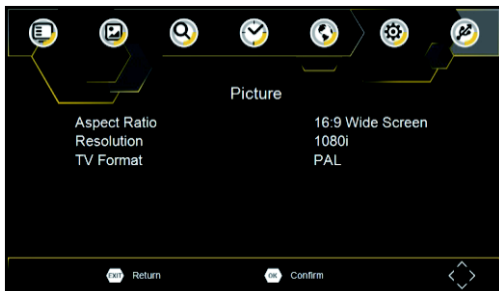 Picture
Aspect Ratio 16:9 Wide Screen
Resolution 1080i
TV Format PAL
EXIT Return OK Confirm